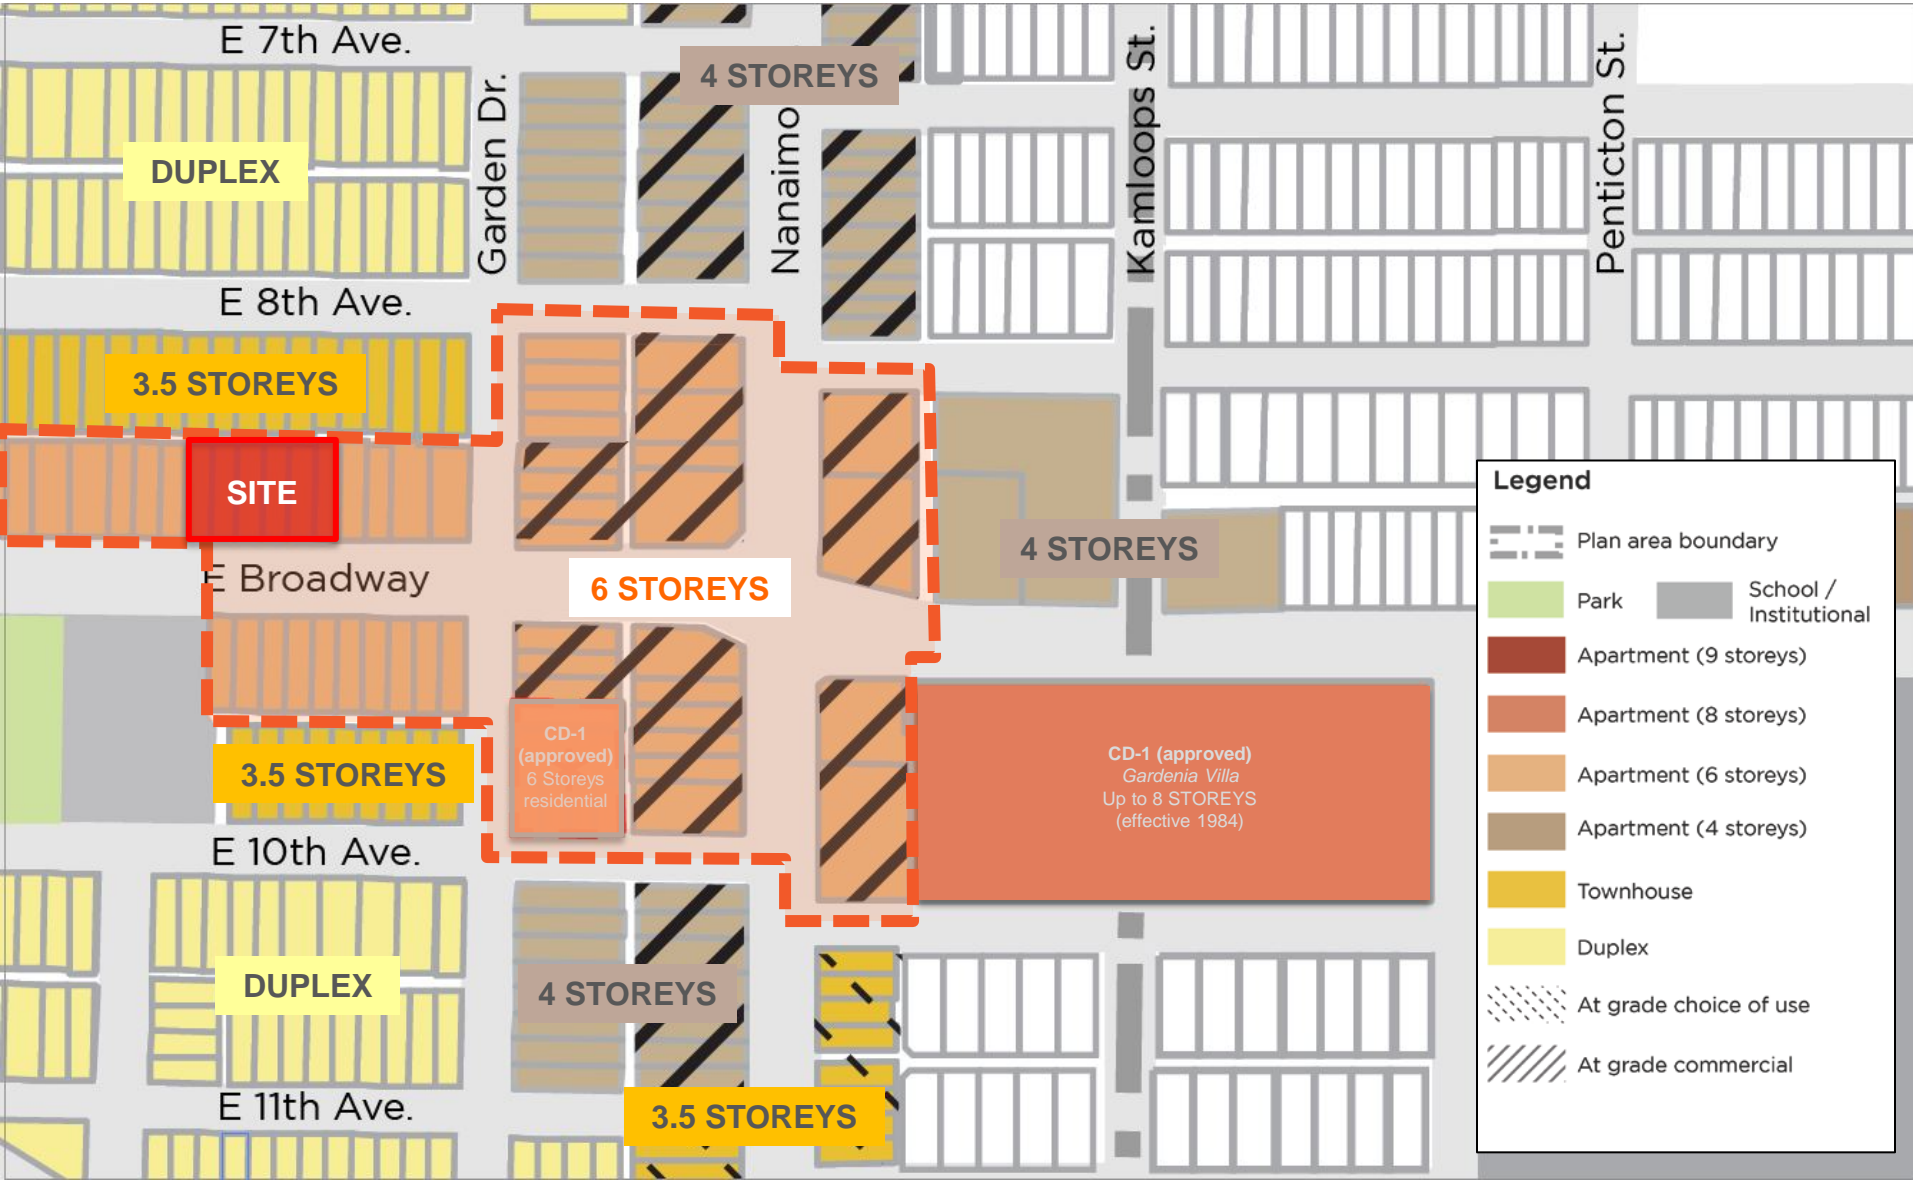 E 7th Ave.
4 STOREYS
Garden Dr.
Nanaimo
Kamloops St.
Penticton St.
DUPLEX
E 8th Ave.
3.5 STOREYS
SITE
E Broadway
6 STOREYS
4 STOREYS
3.5 STOREYS
CD-1
(approved)
6 Storeys
residential
CD-1 (approved)
Gardenia Villa
Up to 8 STOREYS
(effective 1984)
E 10th Ave.
DUPLEX
4 STOREYS
E 11th Ave.
3.5 STOREYS
Legend
Plan area boundary
Park
School /
Institutional
Apartment (9 storeys)
Apartment (8 storeys)
Apartment (6 storeys)
Apartment (4 storeys)
Townhouse
Duplex
At grade choice of use
At grade commercial